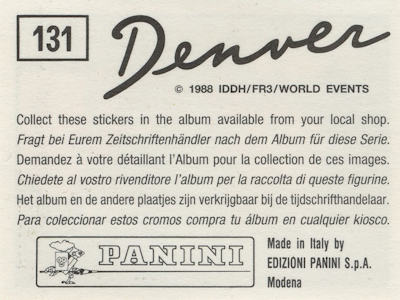 131
Denver
© 1988 IDDH/FR3/WORLD EVENTS
Collect these stickers in the album available from your local shop.
Fragt bei Eurem Zeitschriftenhändler nach dem Album für diese Serie.
Demandez à votre détaillant l'Album pour la collection de ces images.
Chiedete al vostro rivenditore l'album per la raccolta di queste figurine.
Het album en de andere plaatjes zijn verkrijgbaar bij de tijdschrifthandelaar.
Para coleccionar estos cromos compra tu álbum en cualquier kiosco.
PANINI
Made in Italy by
EDIZIONI PANINI S.p.A.
Modena